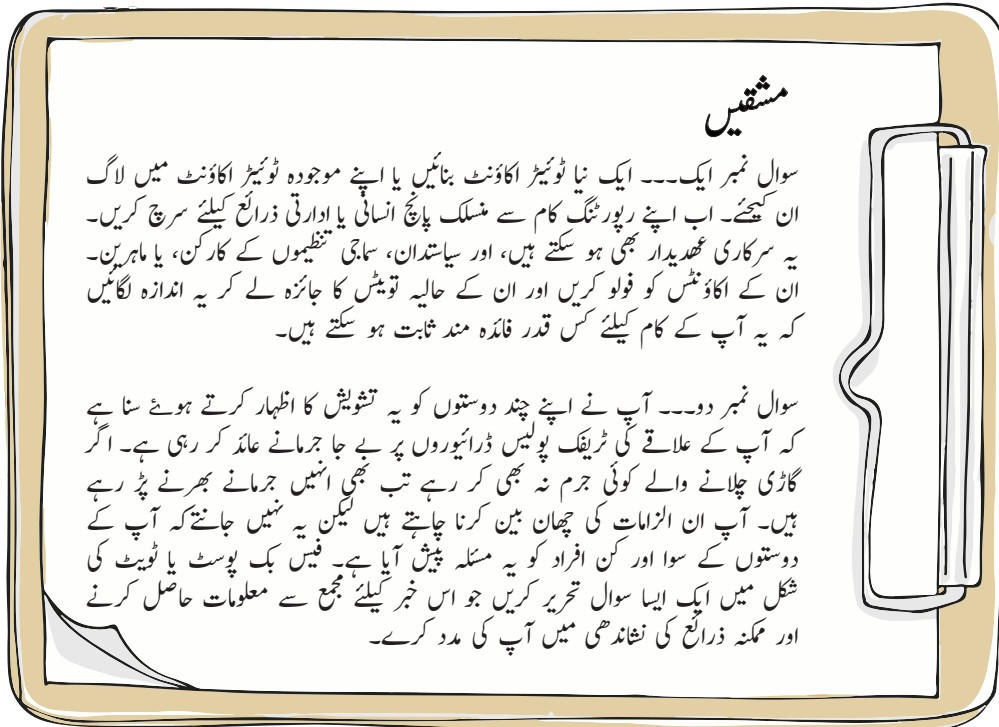 مشقیں
سوال نمبر ایک۔۔۔ ایک نیا ٹوئیٹر اکاؤنٹ بنائیں یا اپنے موجودہ ٹوئیٹر اکاؤنٹ میں لاگ
ان کیجئے۔ اب اپنے رپورٹنگ کام سے منسلک پانچ انسانی یا ادارتی ذرائع کیلئے سرچ کریں۔
یہ سرکاری عھدیدار بھی ہو سکتے ہیں، اور سیاستدان، سماجی تنظیموں کے کارکن، یا ماہرین۔
ان کے اکاؤنٹس کو فولو کریں اور ان کے حالیہ توئیٹس کا جائزہ لے کر یہ اندازہ لگائیں
کہ یہ آپ کے کام کیلئے کس قدر فائدہ مند ثابت ہو سکتے ہیں۔
سوال نمبر دو۔۔۔ آپ نے اپنے چند دوستوں کو یہ تشویش کا اظہار کرتے ہوئے سنا ہے
کہ آپ کے علاقے کی ٹریفک پولیس ڈرائیوروں پر بے جا جرمانے عائد کر رہی ہے۔ اگر
گاڑی چلانے والے کوئی جرم نہ بھی کر رہے تب بھی انہیں جرمانے بھرنے پڑ رہے
ہیں۔ آپ ان الزامات کی چھان بین کرنا چاہتے ہیں لیکن یہ نہیں جانتے کہ آپ کے
دوستوں کے سوا اور کن افراد کو یہ مسئلہ پیش آیا ہے۔ فیس بک پوسٹ یا ٹویٹ کی
شکل میں ایک ایسا سوال تحریر کریں جو اس خبر کیلئے مجمع سے معلومات حاصل کرنے
اور ممکنہ ذرائع کی نشاندھی میں آپ کی مدد کرے۔